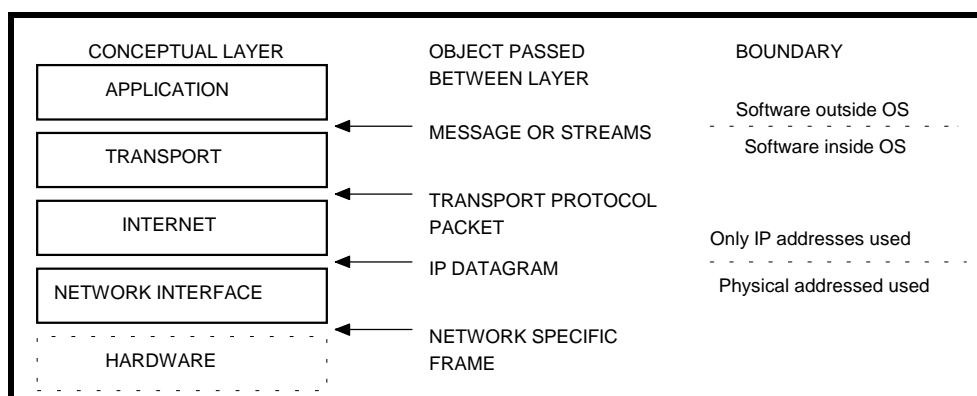 CONCEPTUAL LAYER
OBJECT PASSED
BETWEEN LAYER
BOUNDARY
APPLICATION
MESSAGE OR STREAMS
Software outside OS
Software inside OS
TRANSPORT
TRANSPORT PROTOCOL
PACKET
INTERNET
Only IP addresses used
IP DATAGRAM
Physical addressed used
NETWORK INTERFACE
NETWORK SPECIFIC
FRAME
HARDWARE